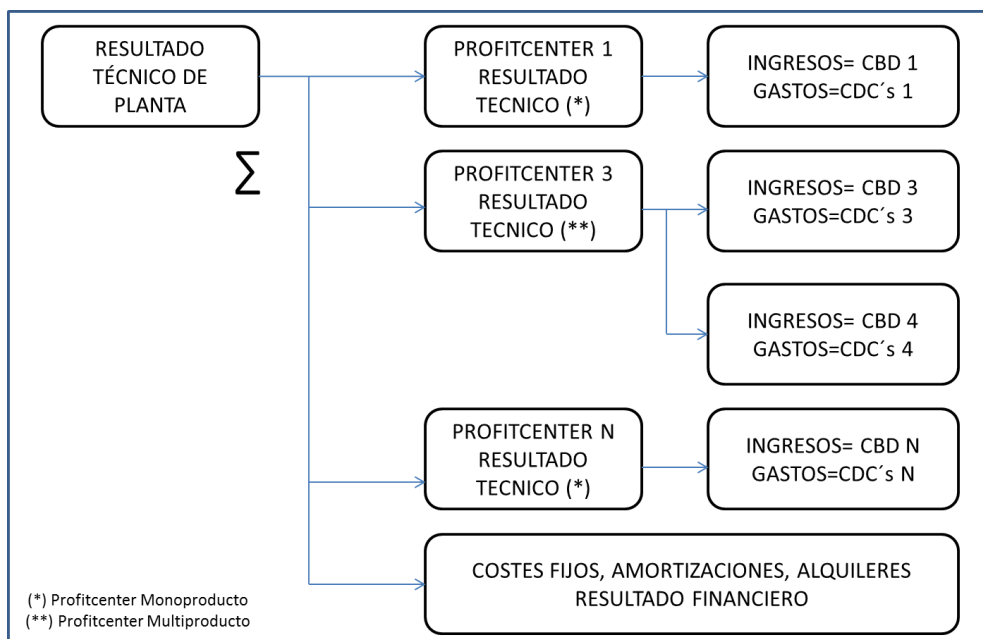 RESULTADO
TÉCNICO DE
PLANTA
∑
PROFITCENTER 1
RESULTADO
TECNICO (*)
INGRESOS= CBD 1
GASTOS=CDC´s 1
PROFITCENTER 3
RESULTADO
TECNICO (**)
INGRESOS= CBD 3
GASTOS=CDC´s 3
INGRESOS= CBD 4
GASTOS=CDC´s 4
PROFITCENTER N
RESULTADO
TECNICO (*)
INGRESOS= CBD N
GASTOS=CDC´s N
COSTES FIJOS, AMORTIZACIONES, ALQUILERES
RESULTADO FINANCIERO
(*) Profitcenter Monoproducto
(**) Profitcenter Multiproducto